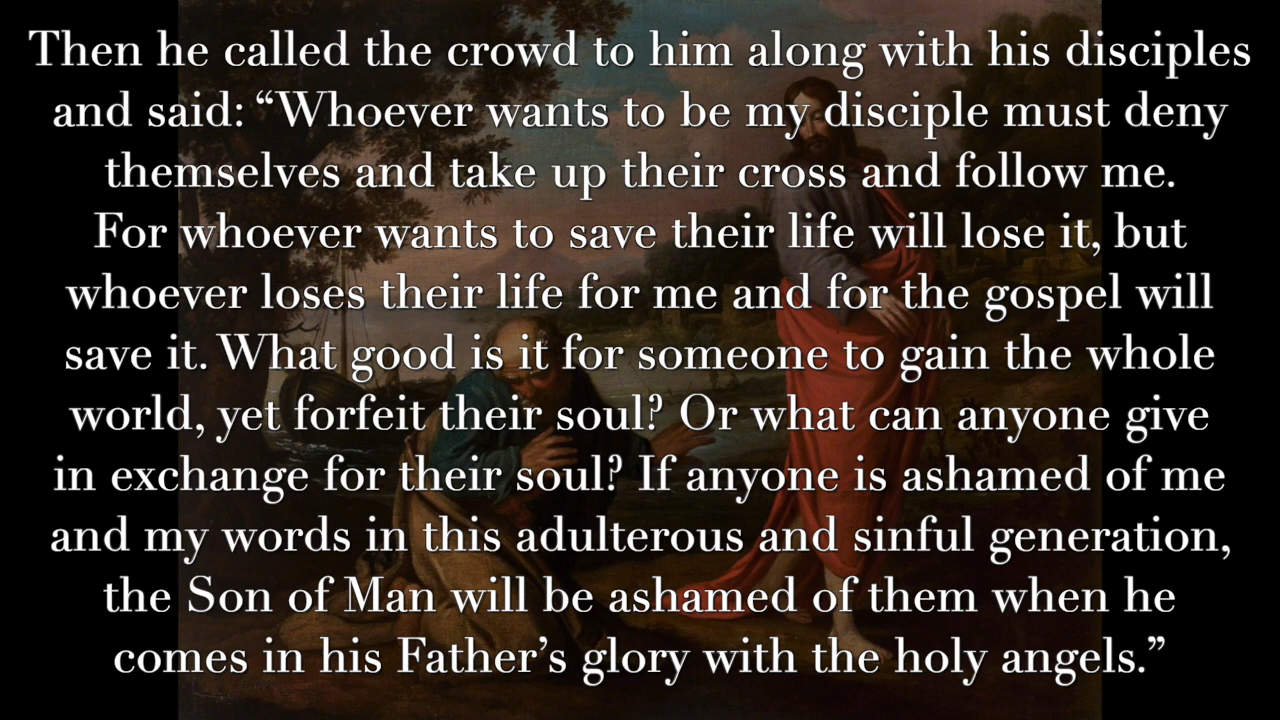 Then he called the crowd to him along with his disciples
and said: “Whoever wants to be my disciple must deny
themselves and take up their cross and follow me.
For whoever wants to save their life will lose it, but
whoever loses their life for me and for the gospel will
save it. What good is it for someone to gain the whole
world, yet forfeit their soul? Or what can anyone give
in exchange for their soul? If anyone is ashamed of me
and my words in this adulterous and sinful generation,
the Son of Man will be ashamed of them when he
comes in his Father’s glory with the holy angels.”